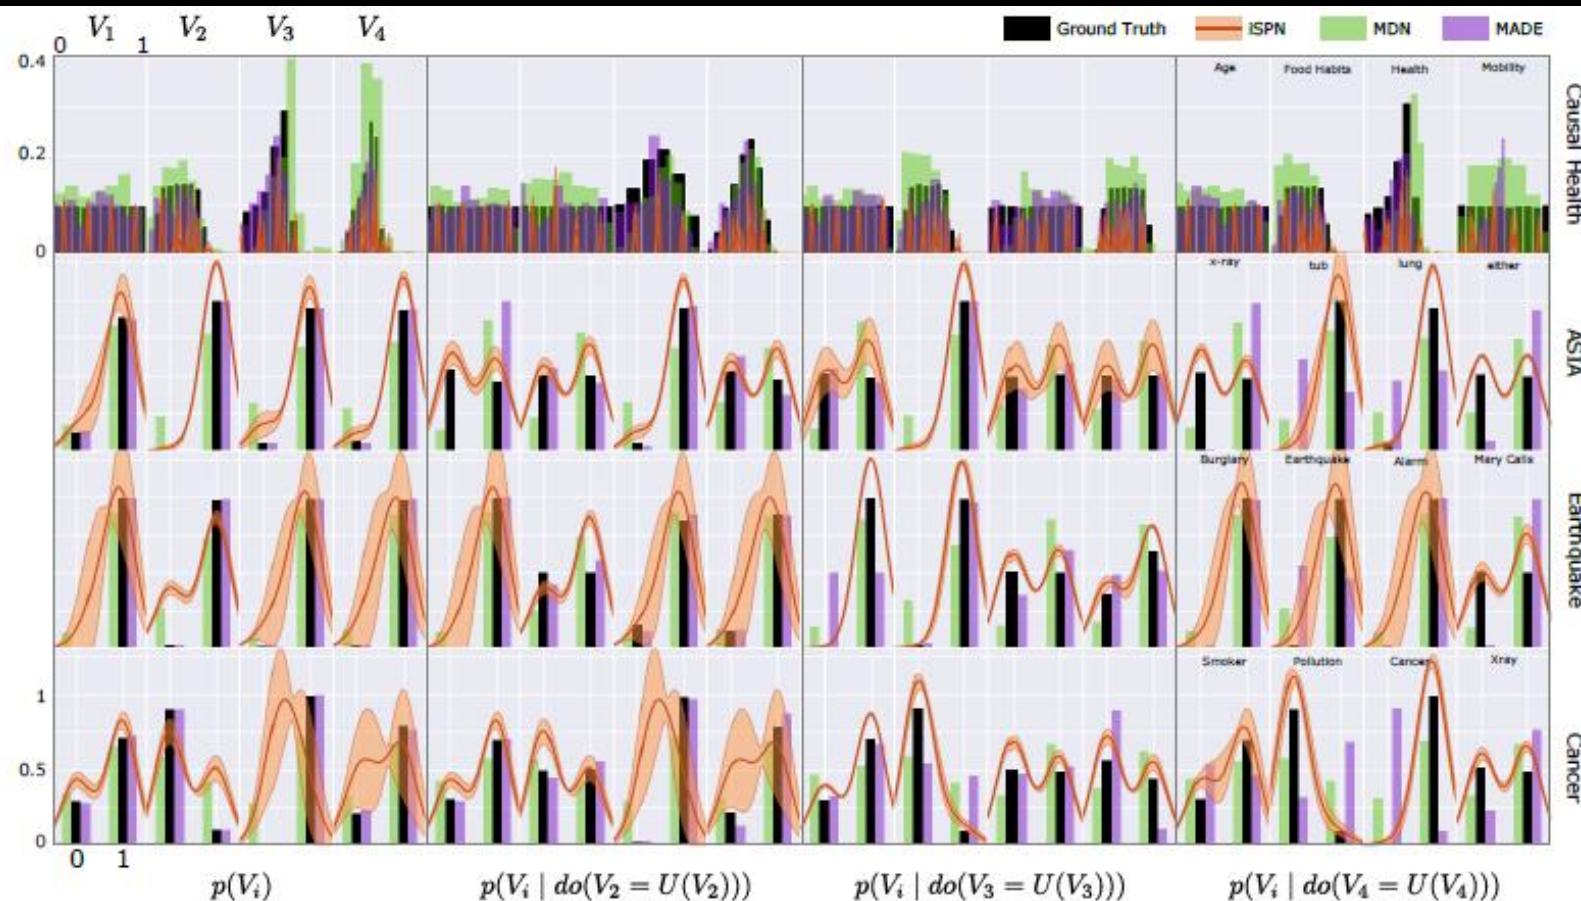 V₁ V₂ V₃ V₄
0 1
Ground Truth iSPN MDN MADE
0.4
0.2
0
Age Food Habits Health Mobility
Causal Health
x-ray tub lung either
ASIA
Burglary Earthquake Alarm Mary Calls
Earthquake
Smoker Pollution Cancer Xray
Cancer
1
0.5
0
0 1
p(Vᵢ) p(Vᵢ | do(V₂ = U(V₂))) p(Vᵢ | do(V₃ = U(V₃))) p(Vᵢ | do(V₄ = U(V₄)))